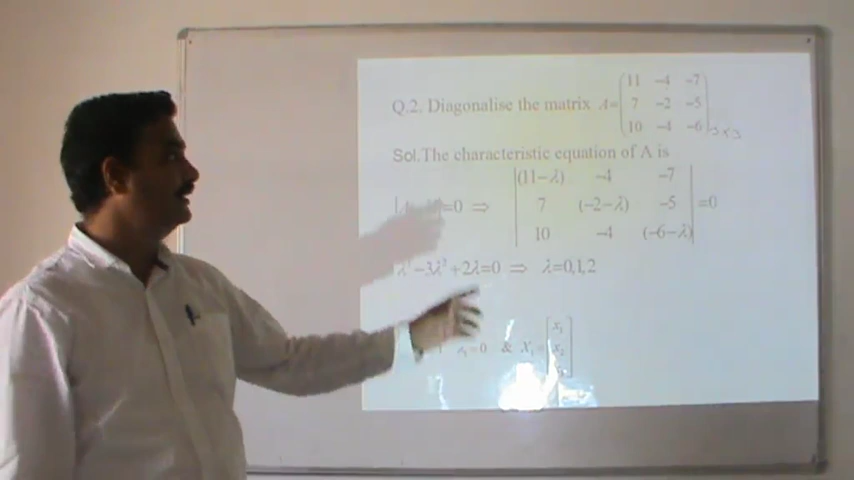 Q.2. Diagonalise the matrix A= ( 11 −4 −7
7 −2 −5
10 −4 −6 ) 3x3
Sol.The characteristic equation of A is
=0 ⇒ | (11−λ) −4 −7
7 (−2−λ) −5
10 −4 (−6−λ) | =0
λ³−3λ²+2λ=0 ⇒ λ=0,1,2
=0 & X₁= [ x₁
x₂